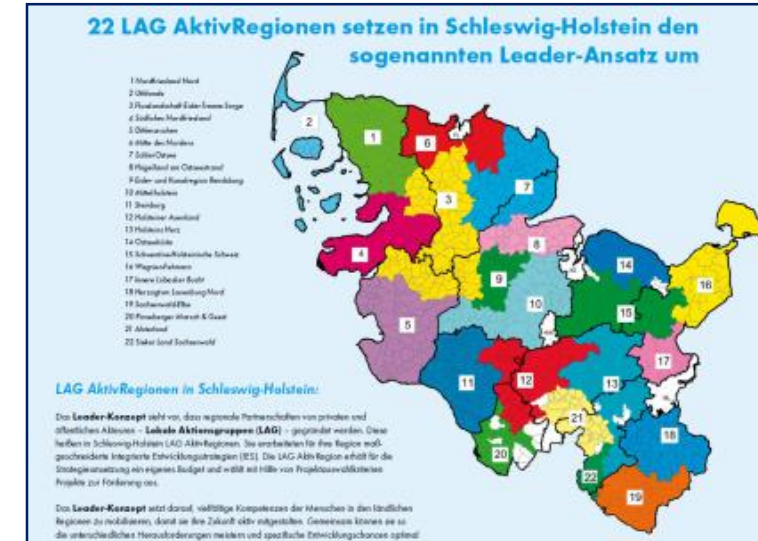 22 LAG AktivRegionen setzen in Schleswig-Holstein den
sogenannten Leader-Ansatz um
1 Nordfriesland Nord
2 Uthlande
3 Flusslandschaft Eider-Treene-Sorge
4 Südliches Nordfriesland
5 Dithmarschen
6 Mitte des Nordens
7 Schlei-Ostsee
8 Hügelland am Ostseestrand
9 Eider- und Kanalregion Rendsburg
10 Mittelholstein
11 Steinburg
12 Holsteiner Auenland
13 Holsteins Herz
14 Ostseeküste
15 Schwentine-Holsteinische Schweiz
16 Wagrien-Fehmarn
17 Innere Lübecker Bucht
18 Herzogtum Lauenburg Nord
19 Sachsenwald-Elbe
20 Pinneberger Marsch & Geest
21 Alsterland
22 Sieker Land Sachsenwald
1
2
3
4
5
6
7
8
9
10
11
12
13
14
15
16
17
18
19
20
21
22
LAG AktivRegionen in Schleswig-Holstein:
Das Leader-Konzept sieht vor, dass regionale Partnerschaften von privaten und
öffentlichen Akteuren – Lokale Aktionsgruppen (LAG) – gegründet werden. Diese
heißen in Schleswig-Holstein LAG AktivRegionen. Sie erarbeiteten für ihre Region maß-
geschneiderte Integrierte Entwicklungsstrategien (IES). Die LAG AktivRegion erhält für die
Strategieumsetzung ein eigenes Budget und wählt mit Hilfe von Projektauswahlkriterien
Projekte zur Förderung aus.
Das Leader-Konzept setzt darauf, vielfältige Kompetenzen der Menschen in den ländlichen
Regionen zu mobilisieren, damit sie ihre Zukunft aktiv mitgestalten. Gemeinsam können sie so
die unterschiedlichen Herausforderungen meistern und spezifische Entwicklungschancen optimal